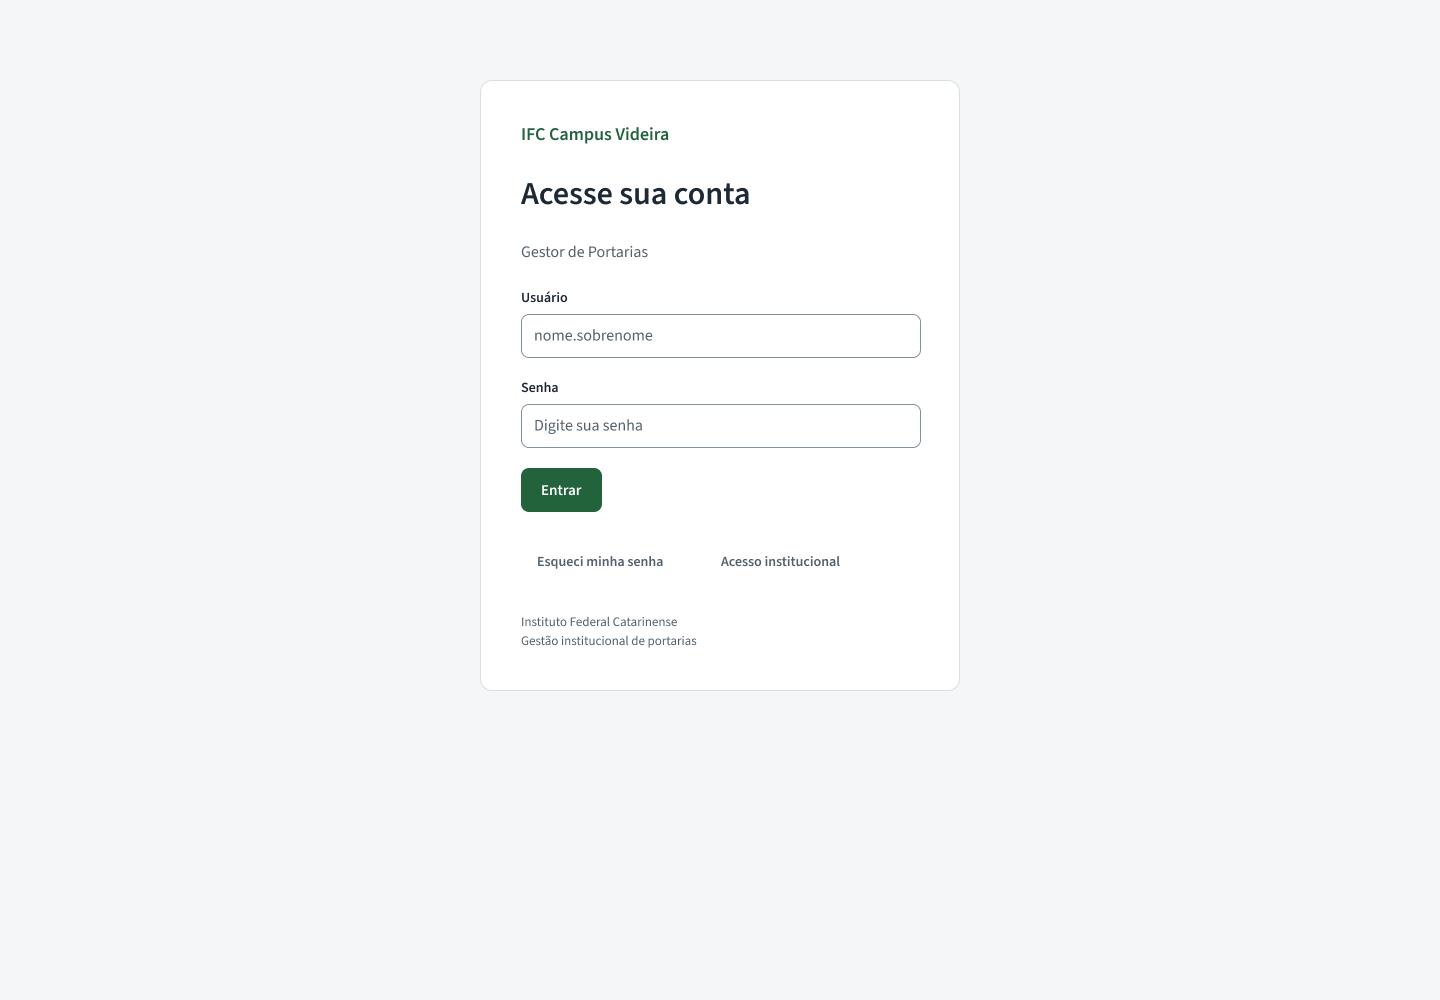 IFC Campus Videira
Acesse sua conta
Gestor de Portarias
Usuário
nome.sobrenome
Senha
Digite sua senha
Entrar
Esqueci minha senha
Acesso institucional
Instituto Federal Catarinense
Gestão institucional de portarias